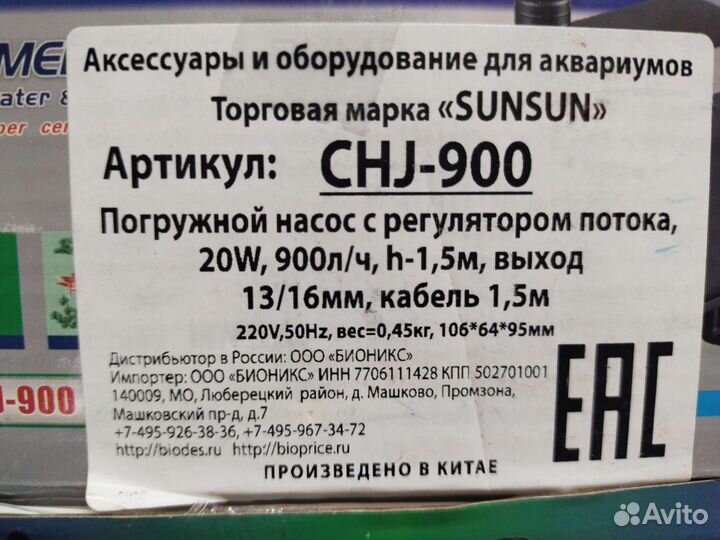 Аксессуары и оборудование для аквариумов
Торговая марка «SUNSUN»
Артикул: CHJ-900
Погружной насос с регулятором потока,
20W, 900л/ч, h-1,5м, выход
13/16мм, кабель 1,5м
220V,50Hz, вес=0,45кг, 106*64*95мм
Дистрибьютор в России: ООО «БИОНИКС»
Импортер: ООО «БИОНИКС» ИНН 7706111428 КПП 502701001
140009, МО, Люберецкий район, д. Машково, Промзона,
Машковский пр-д, д.7
+7-495-926-38-36, +7-495-967-34-72
http://biodes.ru http://bioprice.ru
ПРОИЗВЕДЕНО В КИТАЕ
EAC
J-900
Avito